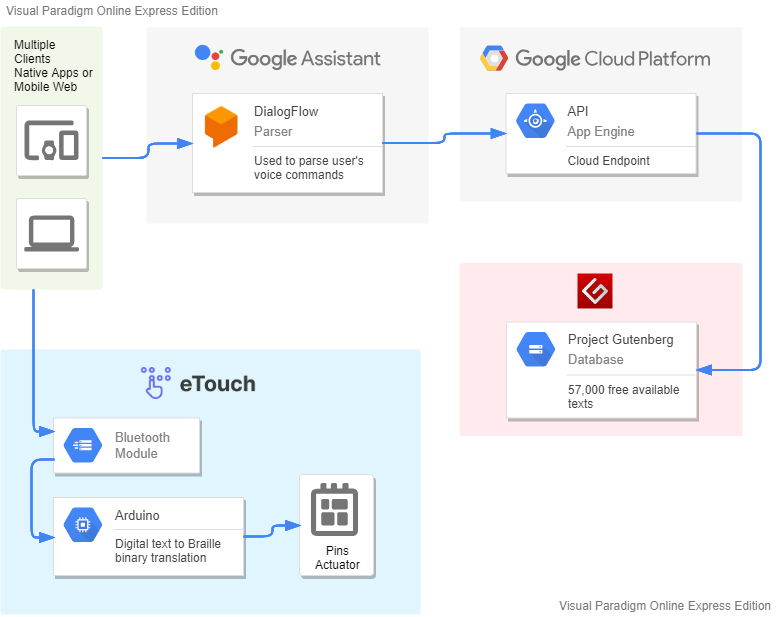 Visual Paradigm Online Express Edition
Multiple
Clients
Native Apps or
Mobile Web
Google Assistant
DialogFlow
Parser
Used to parse user's
voice commands
Google Cloud Platform
API
App Engine
Cloud Endpoint
Project Gutenberg
Database
57,000 free available
texts
eTouch
Bluetooth
Module
Arduino
Digital text to Braille
binary translation
Pins
Actuator
Visual Paradigm Online Express Edition